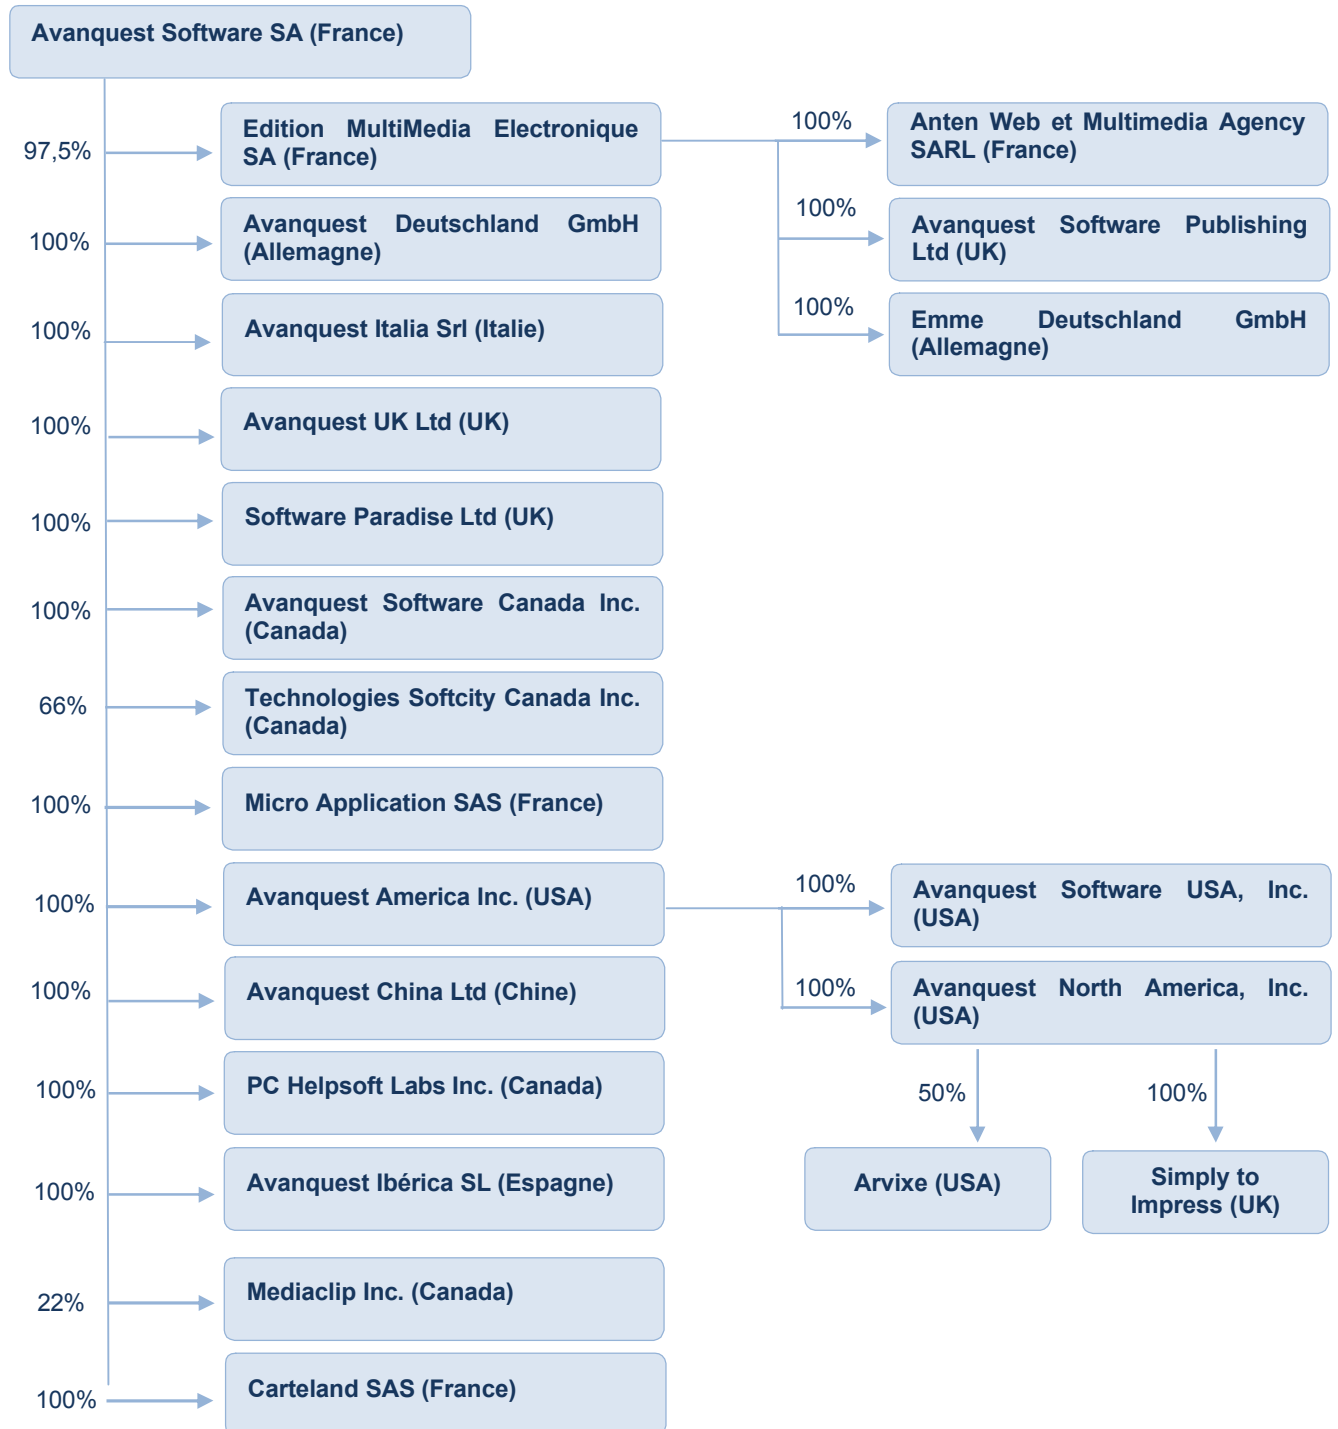 Avanquest Software SA (France)
97,5%
Edition MultiMedia Electronique
SA (France)
100%
Anten Web et Multimedia Agency
SARL (France)
100%
Avanquest Software Publishing
Ltd (UK)
100%
Emme Deutschland GmbH
(Allemagne)
100%
Avanquest Deutschland GmbH
(Allemagne)
100%
Avanquest Italia Srl (Italie)
100%
Avanquest UK Ltd (UK)
100%
Software Paradise Ltd (UK)
100%
Avanquest Software Canada Inc.
(Canada)
66%
Technologies Softcity Canada Inc.
(Canada)
100%
Micro Application SAS (France)
100%
Avanquest America Inc. (USA)
100%
Avanquest Software USA, Inc.
(USA)
100%
Avanquest North America, Inc.
(USA)
50%
Arvixe (USA)
100%
Simply to
Impress (UK)
100%
Avanquest China Ltd (Chine)
100%
PC Helpsoft Labs Inc. (Canada)
100%
Avanquest Ibérica SL (Espagne)
22%
Mediaclip Inc. (Canada)
100%
Carteland SAS (France)